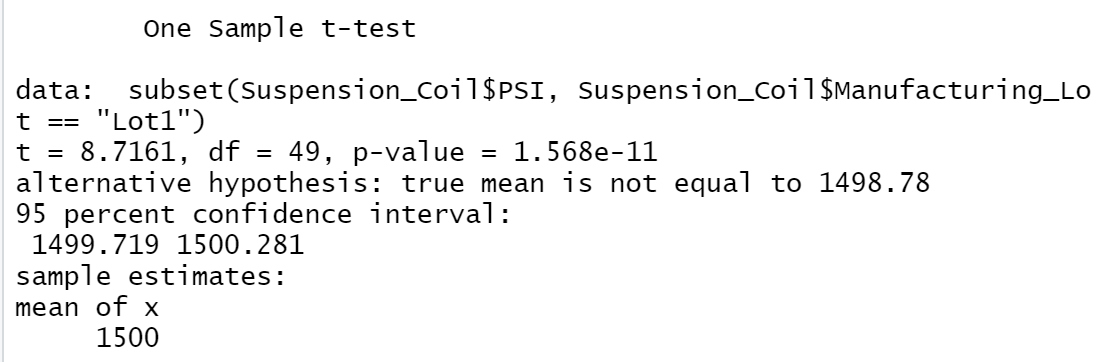 One Sample t-test
data:  subset(Suspension_Coil$PSI, Suspension_Coil$Manufacturing_Lo
t == "Lot1")
t = 8.7161, df = 49, p-value = 1.568e-11
alternative hypothesis: true mean is not equal to 1498.78
95 percent confidence interval:
1499.719 1500.281
sample estimates:
mean of x
1500